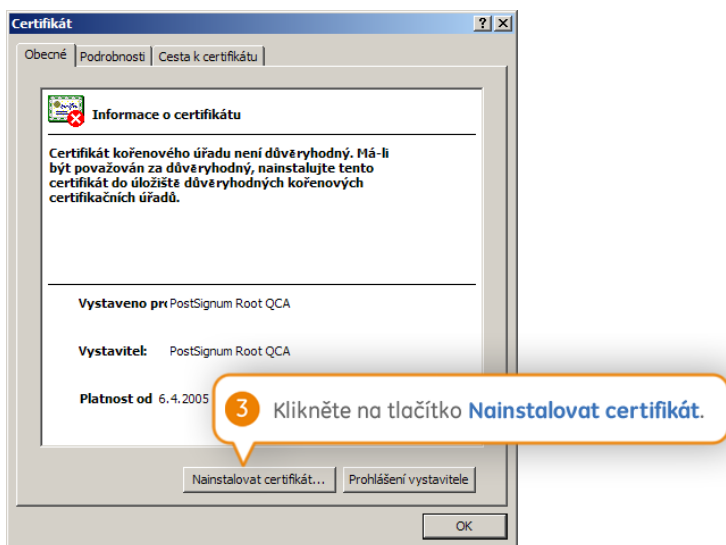 Certifikát
Obecné Podrobnosti Cesta k certifikátu
Informace o certifikátu
Certifikát kořenového úřadu není důvěryhodný. Má-li
být považován za důvěryhodný, nainstalujte tento
certifikát do úložiště důvěryhodných kořenových
certifikačních úřadů.
Vystaveno pro PostSignum Root QCA
Vystavitel: PostSignum Root QCA
Platnost od 6.4.2005
3 Klikněte na tlačítko Nainstalovat certifikát.
Nainstalovat certifikát... Prohlášení vystavitele
OK